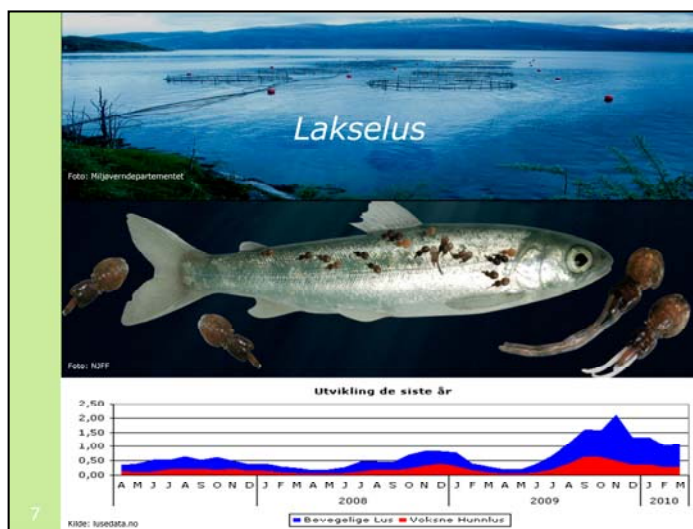 Lakselus
Foto: Miljøverndepartementet
Foto: NJFF
Utvikling de siste år
2,50
2,00
1,50
1,00
0,50
0,00
A M J J A S O N D J F M A M J J A S O N D J F M A M J J A S O N D J F M
2008 2009 2010
Bevegelige Lus Voksne Hunnlus
7
Kilde: lusedata.no